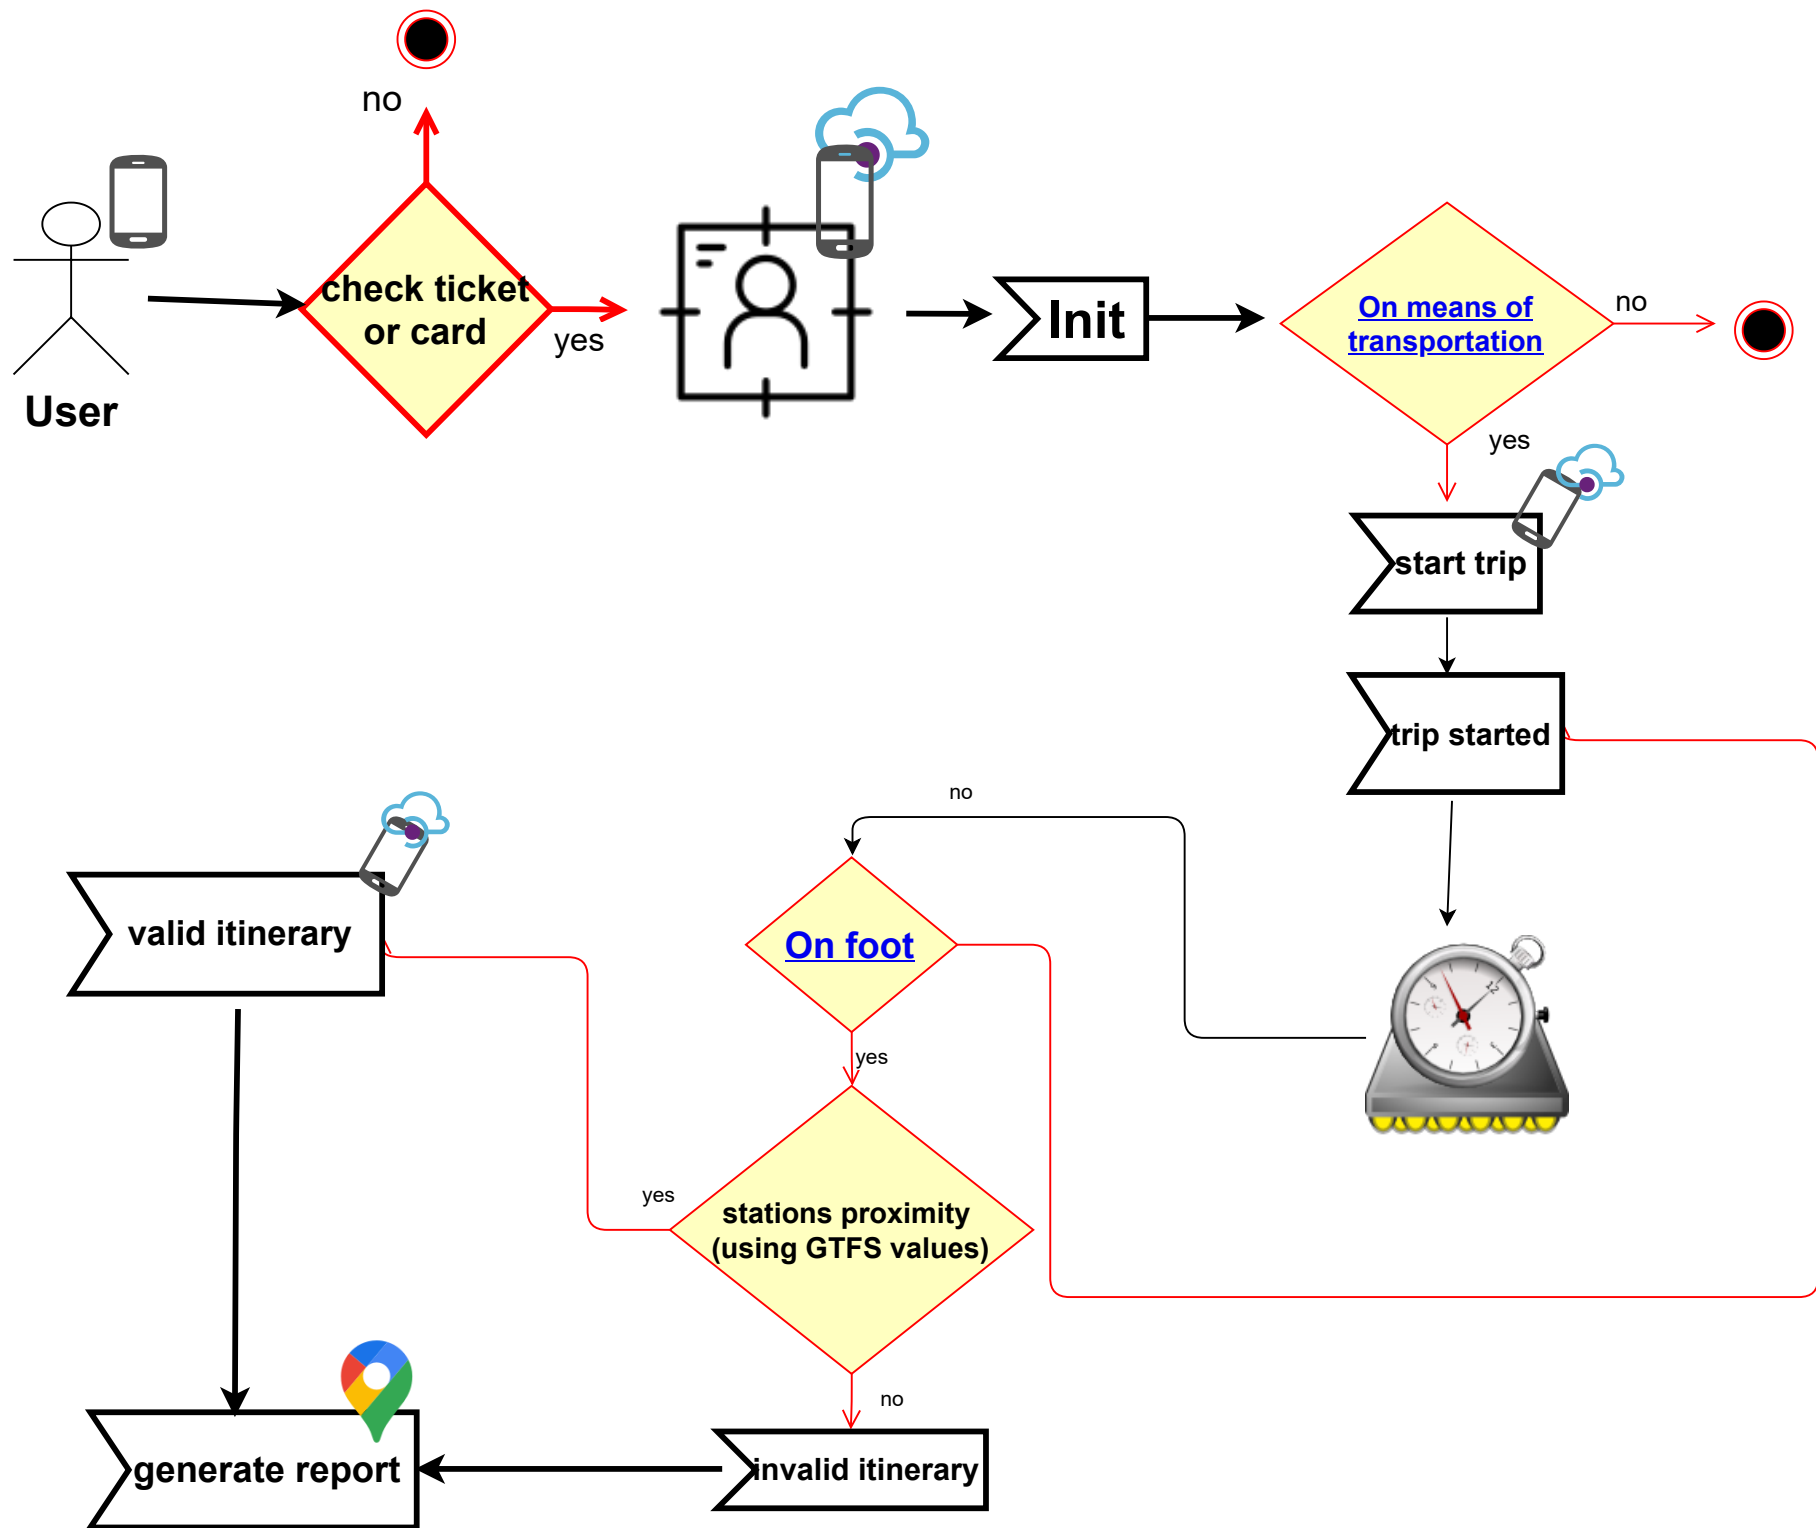 no
User
check ticket
or card
yes
Init
On means of
transportation
no
yes
start trip
trip started
no
valid itinerary
On foot
yes
12
yes
stations proximity
(using GTFS values)
no
generate report
invalid itinerary